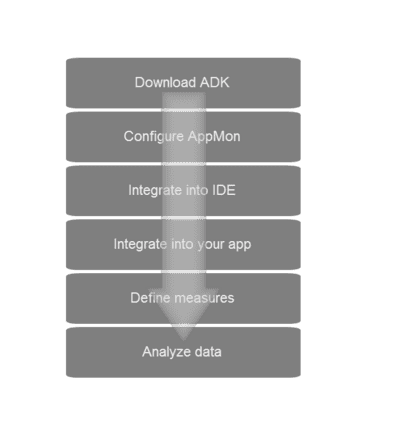 Download ADK
Configure AppMon
Integrate into IDE
Integrate into your app
Define measures
Analyze data